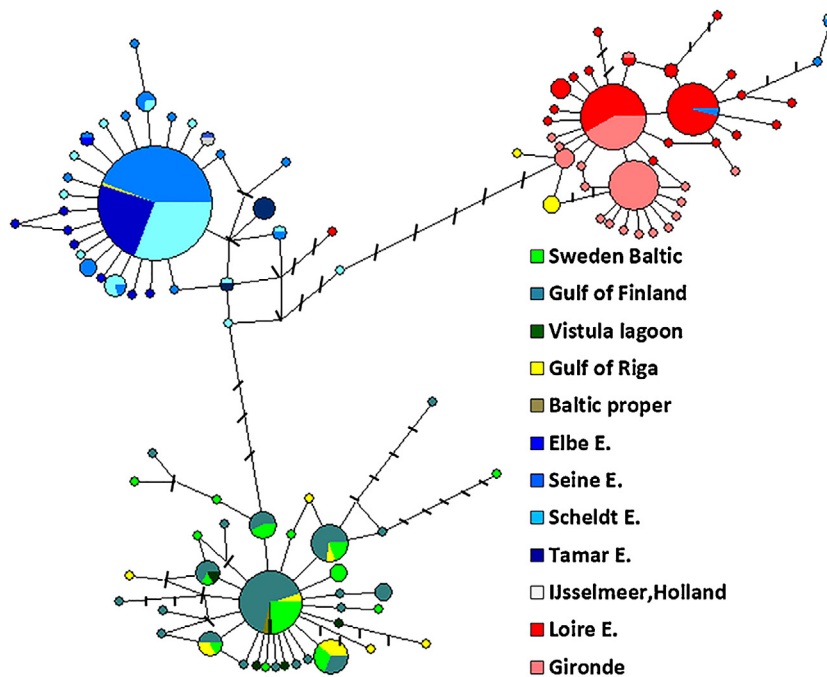 Sweden Baltic
Gulf of Finland
Vistula lagoon
Gulf of Riga
Baltic proper
Elbe E.
Seine E.
Scheldt E.
Tamar E.
IJsselmeer,Holland
Loire E.
Gironde